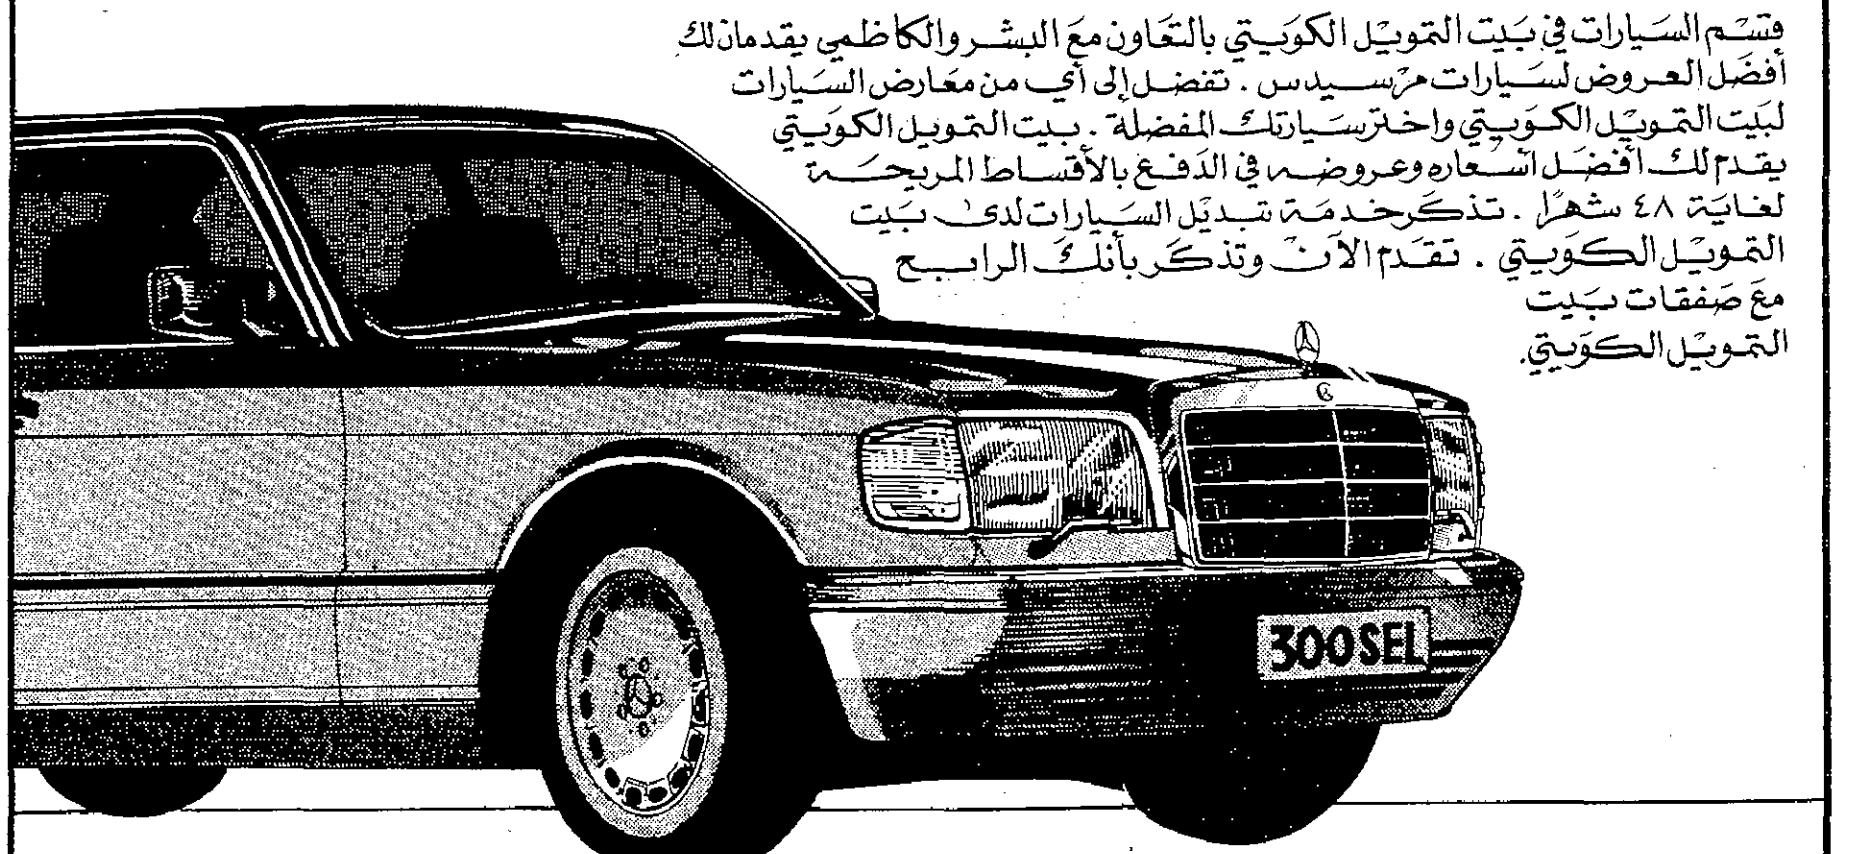 قسم السيارات في بيت التمويل الكويتي بالتعاون مع البشر والكاظمي يقدمان لك
أفضل العروض لسيارات مرسيدس . تفضل إلى أي من معارض السيارات
لبيت التمويل الكويتي واختر سيارتك المفضلة . بيت التمويل الكويتي
يقدم لك أفضل أسعاره وعروضه في الدفع بالأقساط المريحة
لغاية ٤٨ شهرًا . تذكر خدمة تبديل السيارات لدى بيت
التمويل الكويتي . تقدم الآن وتذكر بأنك الرابح
مع صفقات بيت
التمويل الكويتي.
300SEL